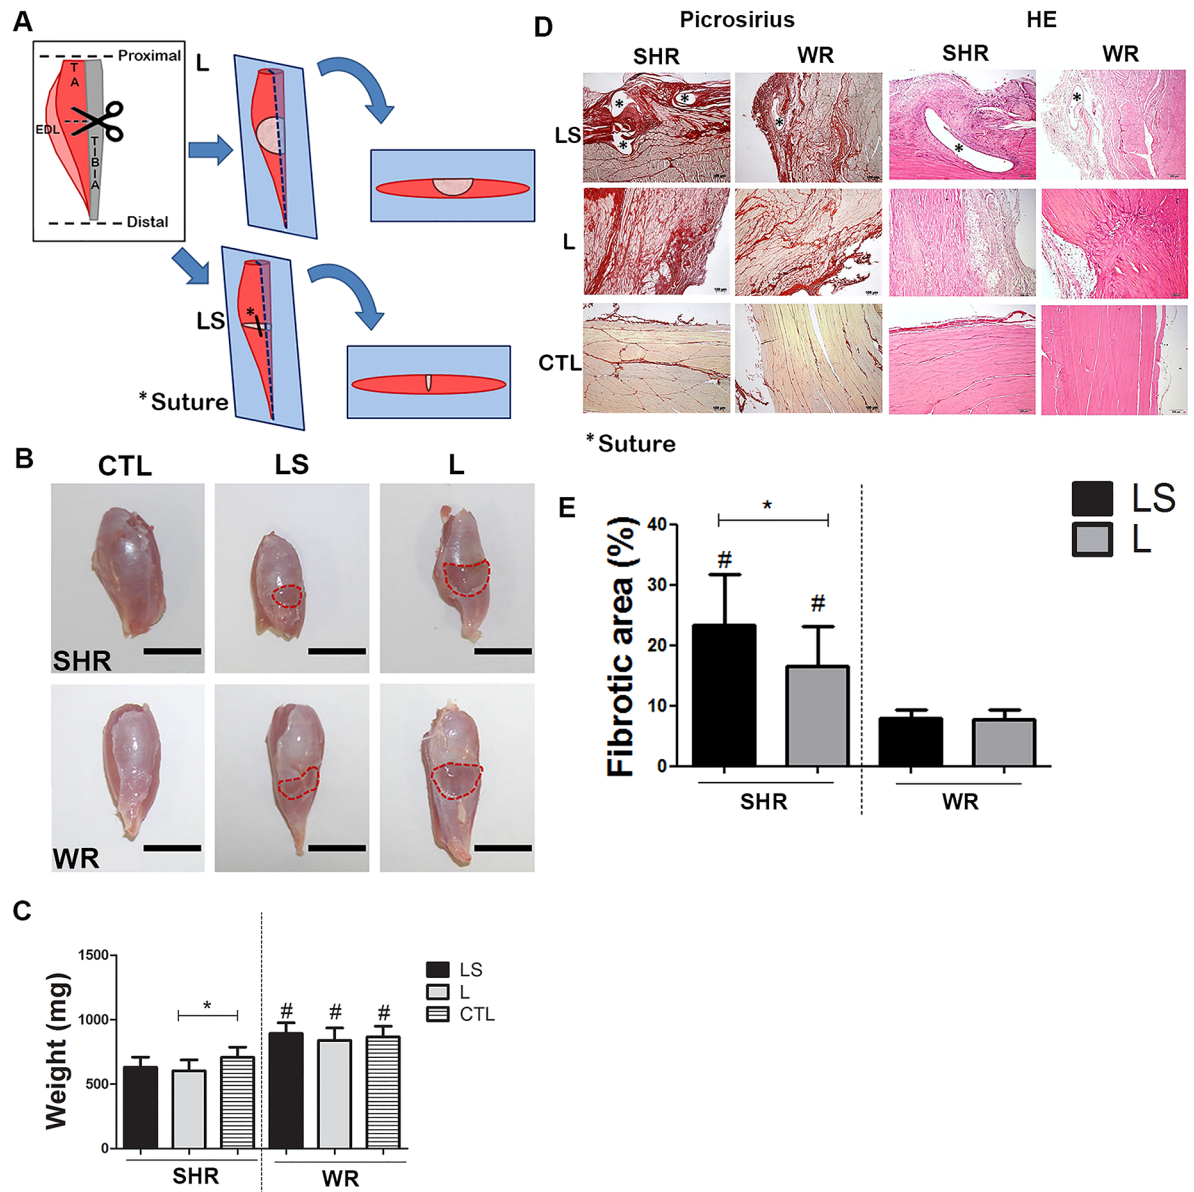 A
Proximal
T
A
EDL
T
I
B
I
A
Distal
L
LS
*
*Suture
D
Picrosirius
HE
SHR
WR
SHR
WR
LS
* * *
*
*
*
L
CTL
*Suture
B
CTL
LS
L
SHR
WR
E
LS
L
Fibrotic area (%)
40
30
20
10
0
*
#
#
SHR
WR
C
Weight (mg)
1500
1000
500
0
*
# # #
SHR
WR
LS
L
CTL